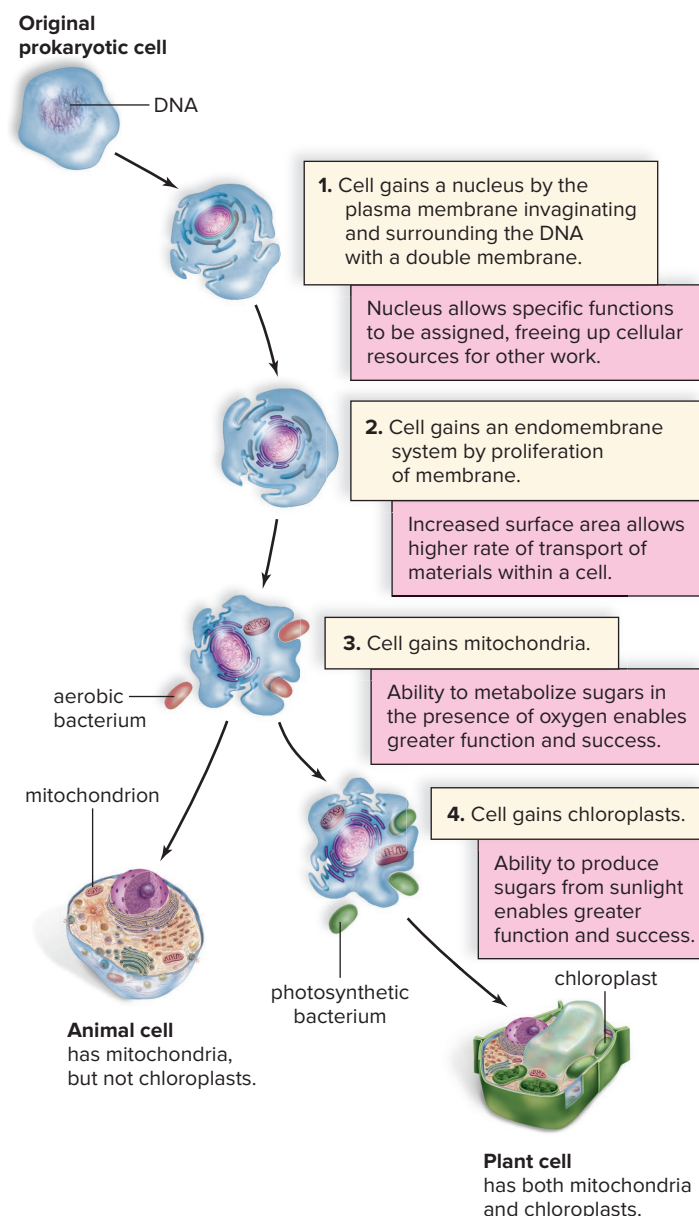 Original
prokaryotic cell
DNA
1. Cell gains a nucleus by the
plasma membrane invaginating
and surrounding the DNA
with a double membrane.
Nucleus allows specific functions
to be assigned, freeing up cellular
resources for other work.
2. Cell gains an endomembrane
system by proliferation
of membrane.
Increased surface area allows
higher rate of transport of
materials within a cell.
3. Cell gains mitochondria.
Ability to metabolize sugars in
the presence of oxygen enables
greater function and success.
aerobic
bacterium
mitochondrion
4. Cell gains chloroplasts.
Ability to produce
sugars from sunlight
enables greater
function and success.
photosynthetic
bacterium
chloroplast
Animal cell
has mitochondria,
but not chloroplasts.
Plant cell
has both mitochondria
and chloroplasts.